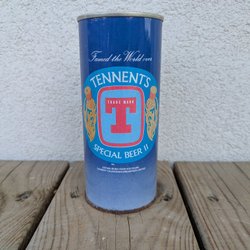 Famed the World over
TENNENT'S
TRADE MARK
T
SPECIAL BEER II